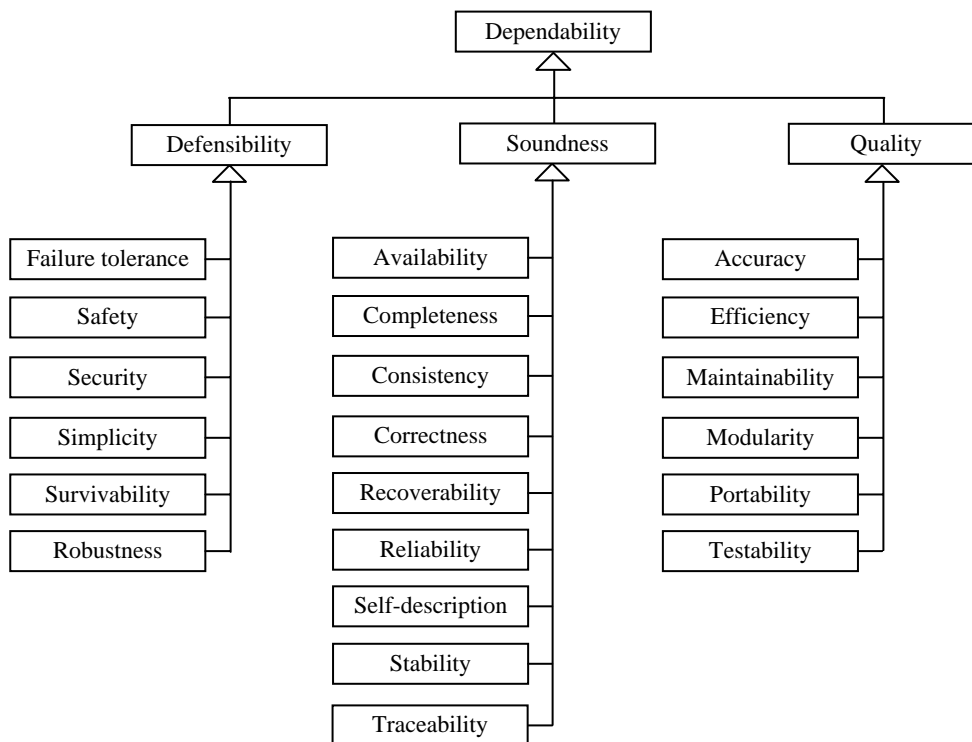 Dependability
Defensibility
Soundness
Quality
Failure tolerance
Safety
Security
Simplicity
Survivability
Robustness
Availability
Completeness
Consistency
Correctness
Recoverability
Reliability
Self-description
Stability
Traceability
Accuracy
Efficiency
Maintainability
Modularity
Portability
Testability